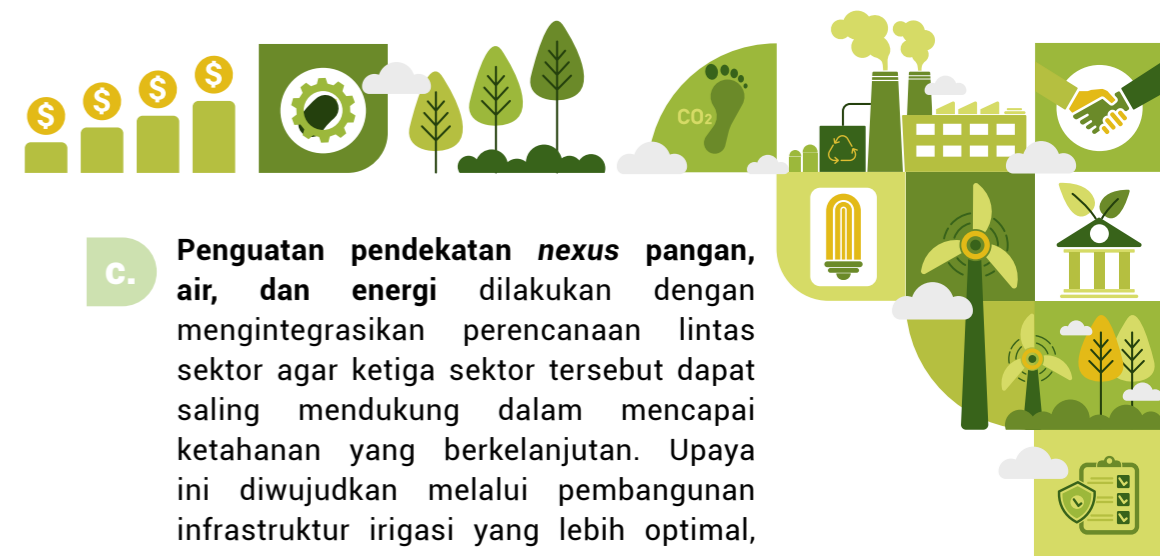 $ $ $ $
CO₂
c.
Penguatan pendekatan nexus pangan,
air, dan energi dilakukan dengan
mengintegrasikan perencanaan lintas
sektor agar ketiga sektor tersebut dapat
saling mendukung dalam mencapai
ketahanan yang berkelanjutan. Upaya
ini diwujudkan melalui pembangunan
infrastruktur irigasi yang lebih optimal,